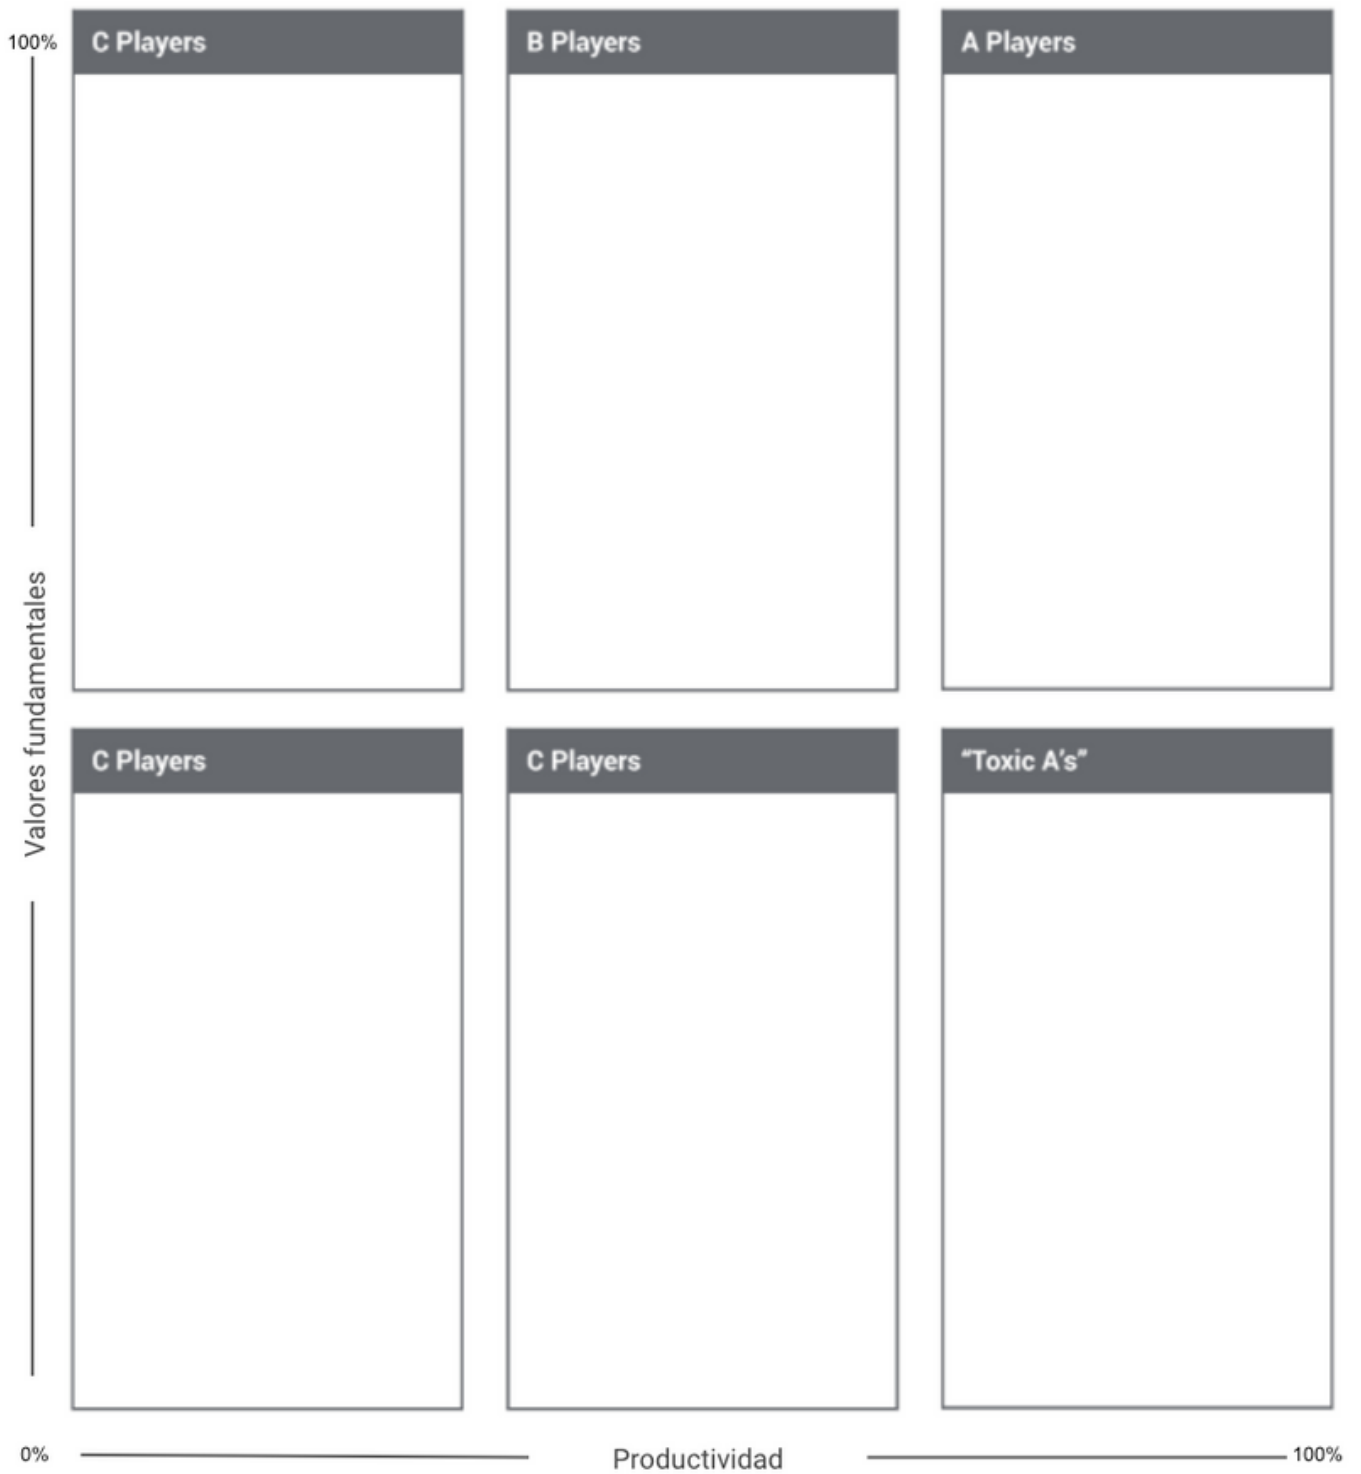 100%
C Players
B Players
A Players
Valores fundamentales
C Players
C Players
“Toxic A’s”
0%
Productividad
100%